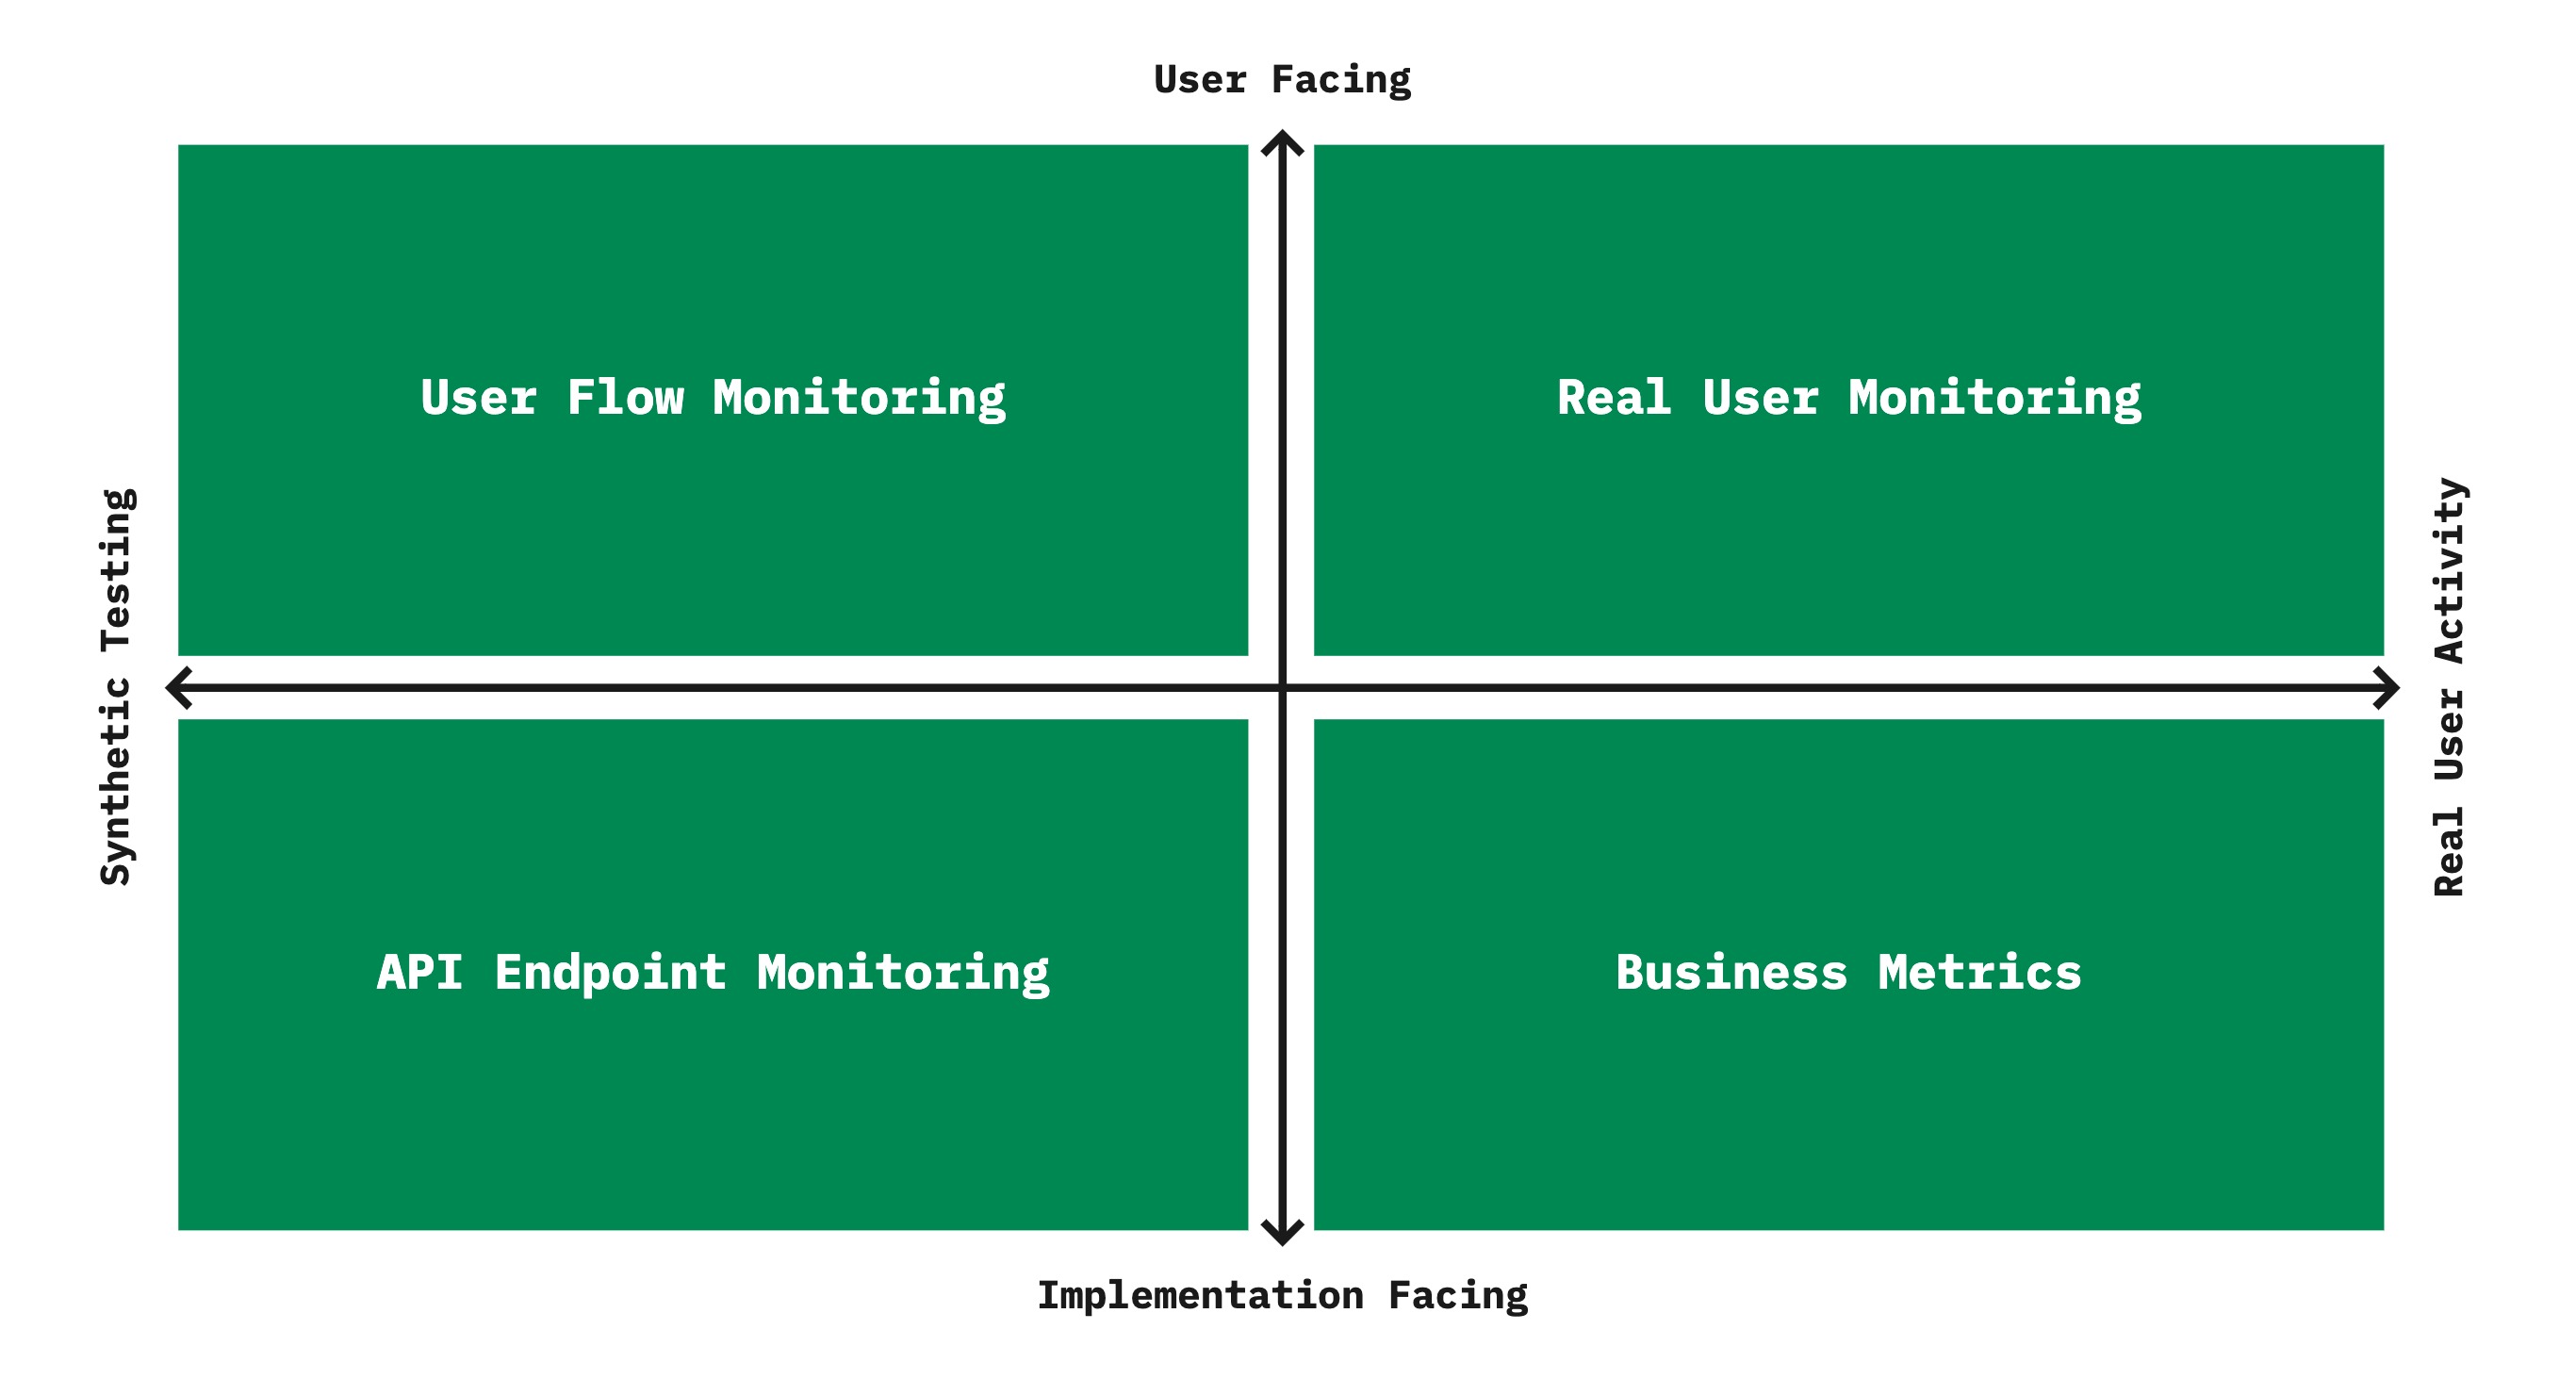 User Facing
User Flow Monitoring
Real User Monitoring
Synthetic Testing
Real User Activity
API Endpoint Monitoring
Business Metrics
Implementation Facing